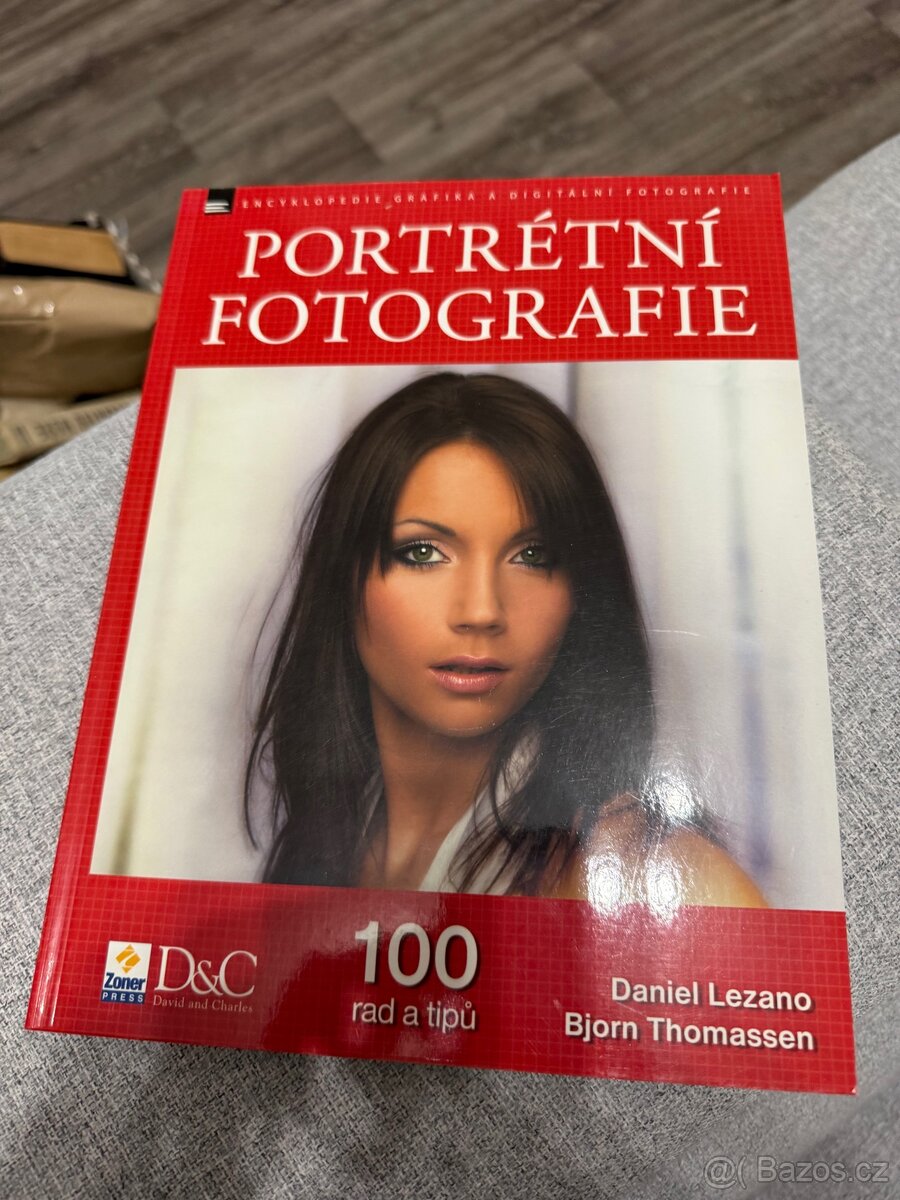 ENCYKLOPEDIE GRAFIKA A DIGITÁLNÍ FOTOGRAFIE
PORTRÉTNÍ
FOTOGRAFIE
100
rad a tipů
Zoner
PRESS
D&C
David and Charles
Daniel Lezano
Bjorn Thomassen
@( Bazos.cz